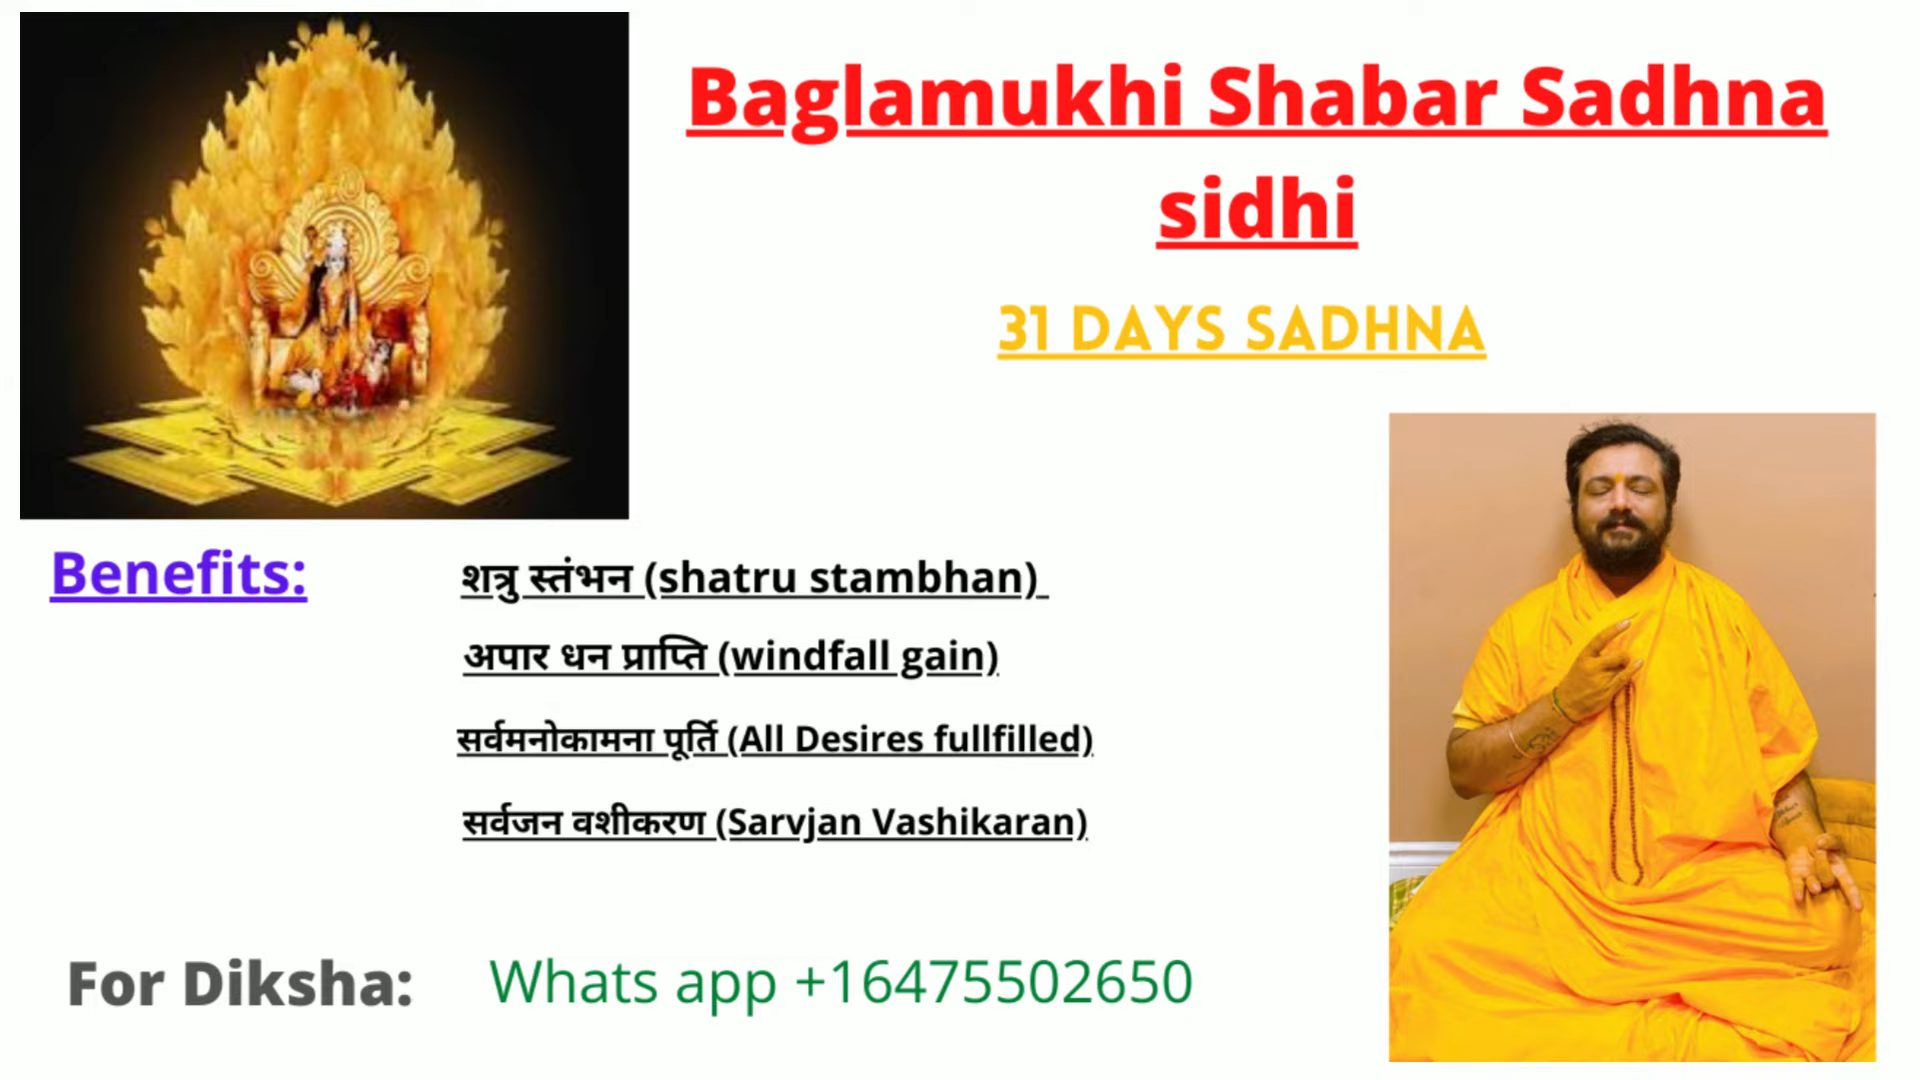 Baglamukhi Shabar Sadhna
sidhi
31 DAYS SADHNA
Benefits:
शत्रु स्तंभन (shatru stambhan)
अपार धन प्राप्ति (windfall gain)
सर्वमनोकामना पूर्ति (All Desires fullfilled)
सर्वजन वशीकरण (Sarvjan Vashikaran)
For Diksha:
Whats app +16475502650